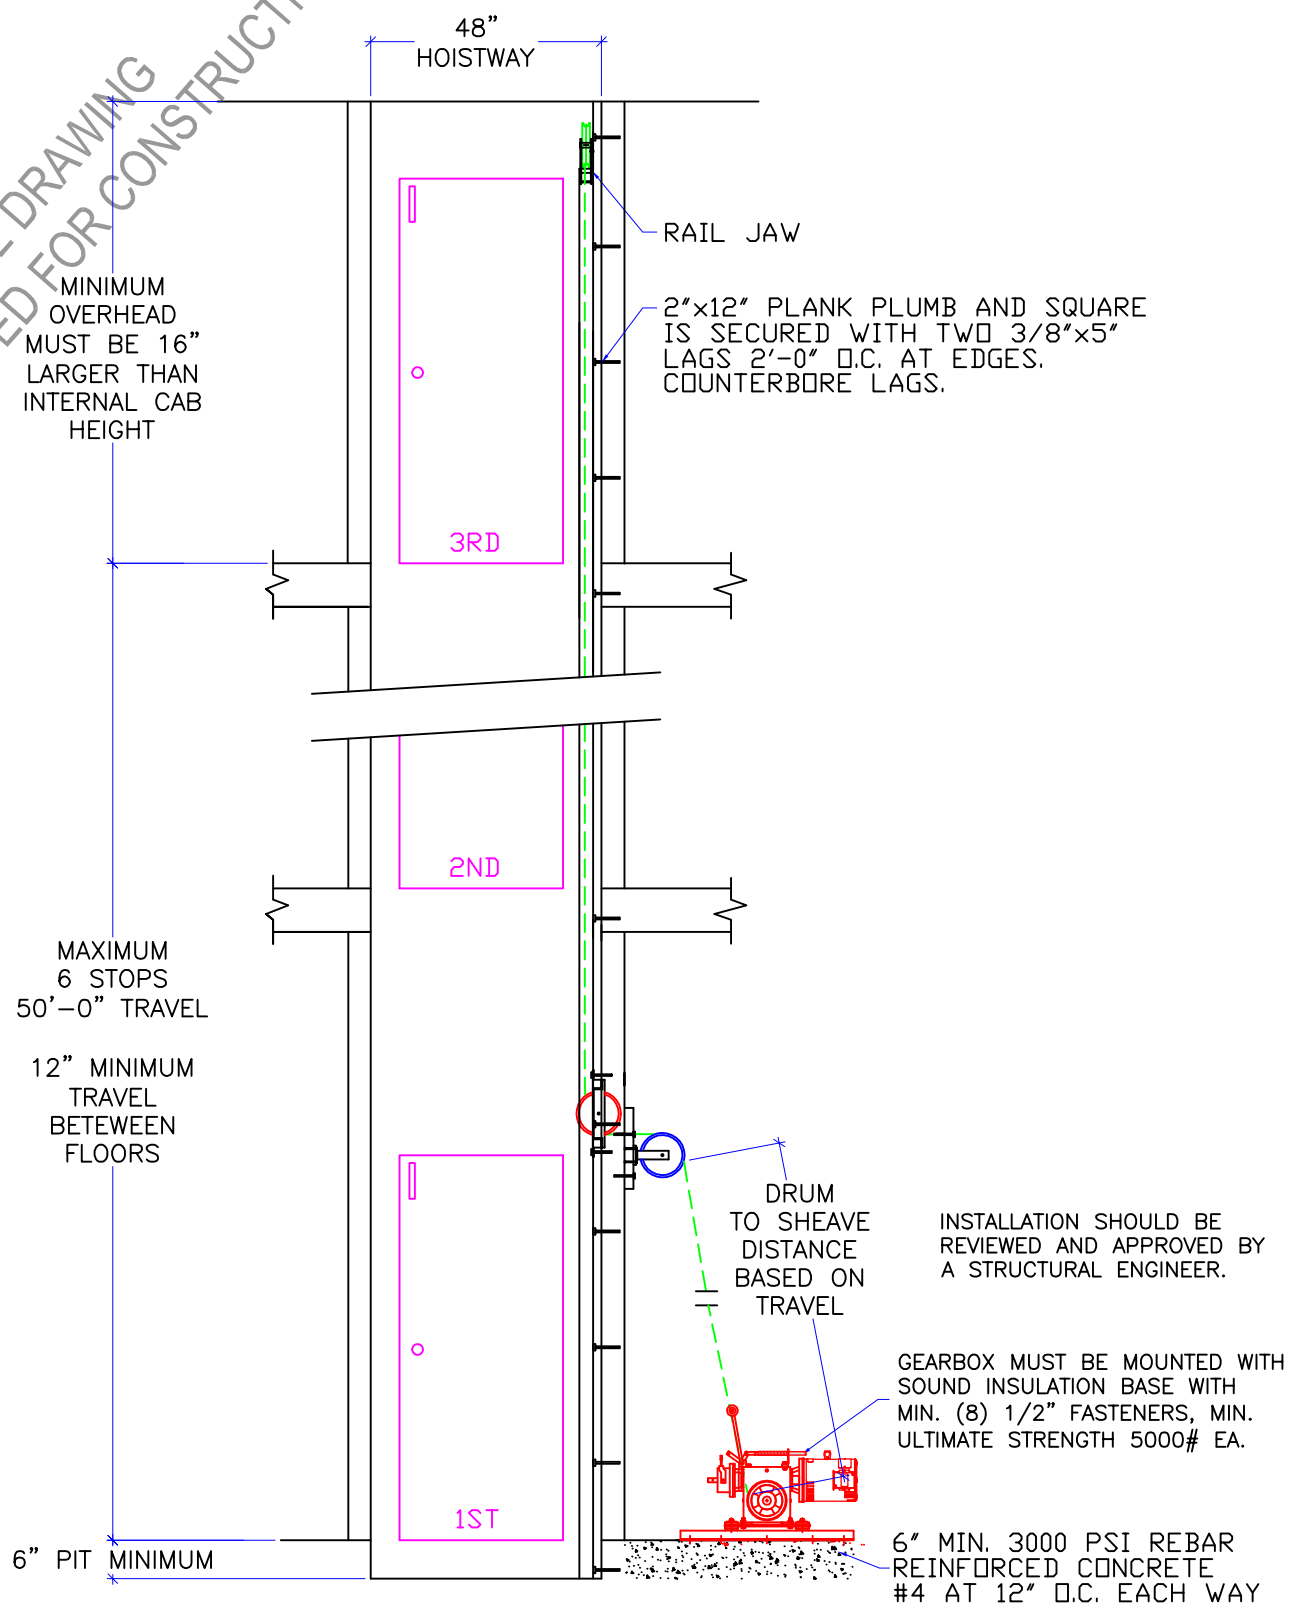 48”
HOISTWAY
DRAWING
FOR CONSTRUCTI
RAIL JAW
MINIMUM
OVERHEAD
MUST BE 16”
LARGER THAN
INTERNAL CAB
HEIGHT
2"x12" PLANK PLUMB AND SQUARE
IS SECURED WITH TWO 3/8"x5"
LAGS 2'-0" O.C. AT EDGES.
COUNTERBORE LAGS.
3RD
2ND
MAXIMUM
6 STOPS
50’-0” TRAVEL
12” MINIMUM
TRAVEL
BETEWEEN
FLOORS
DRUM
TO SHEAVE
DISTANCE
BASED ON
TRAVEL
INSTALLATION SHOULD BE
REVIEWED AND APPROVED BY
A STRUCTURAL ENGINEER.
GEARBOX MUST BE MOUNTED WITH
SOUND INSULATION BASE WITH
MIN. (8) 1/2” FASTENERS, MIN.
ULTIMATE STRENGTH 5000# EA.
1ST
6” PIT MINIMUM
6" MIN. 3000 PSI REBAR
REINFORCED CONCRETE
#4 AT 12" O.C. EACH WAY